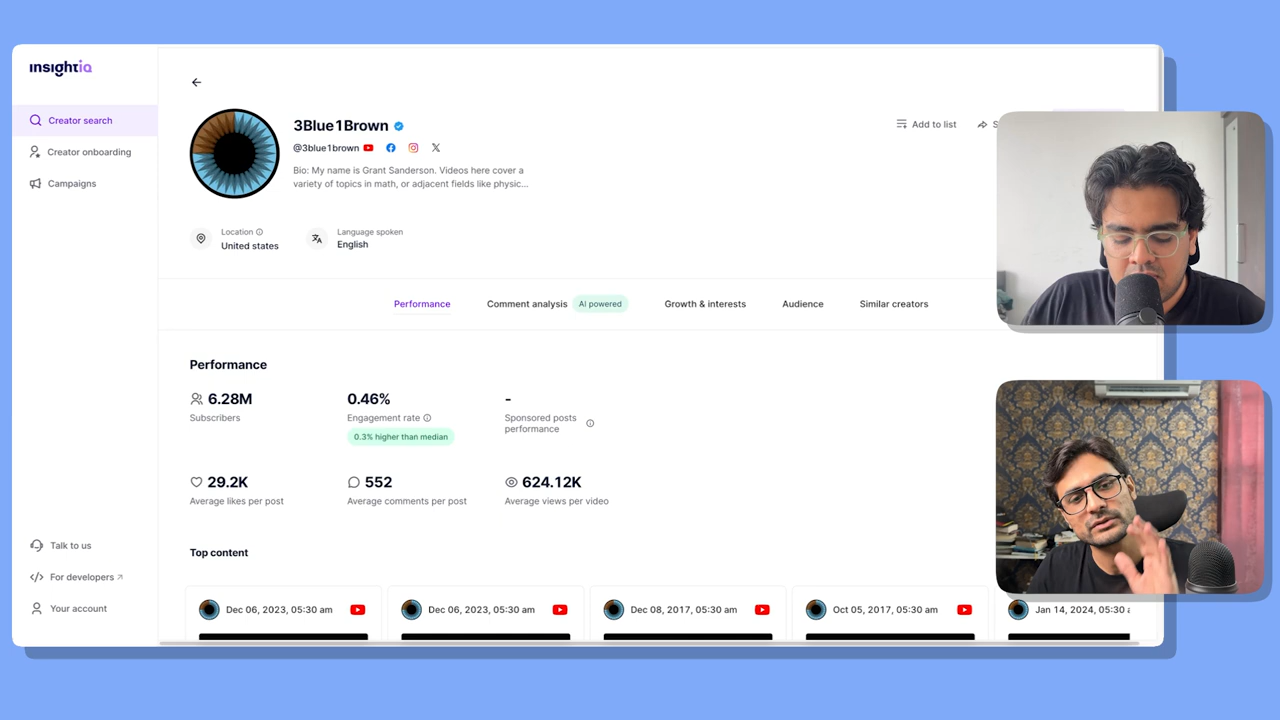 insightiq
Creator search
Creator onboarding
Campaigns
Talk to us
For developers ↗
Your account
3Blue1Brown
@3blue1brown
Bio: My name is Grant Sanderson. Videos here cover a
variety of topics in math, or adjacent fields like physic...
Add to list
Location
United states
Language spoken
English
Performance
Comment analysis
AI powered
Growth & interests
Audience
Similar creators
Performance
6.28M
Subscribers
0.46%
Engagement rate
0.3% higher than median
-
Sponsored posts
performance
29.2K
Average likes per post
552
Average comments per post
624.12K
Average views per video
Top content
Dec 06, 2023, 05:30 am
Dec 06, 2023, 05:30 am
Dec 08, 2017, 05:30 am
Oct 05, 2017, 05:30 am
Jan 14, 2024, 05:30